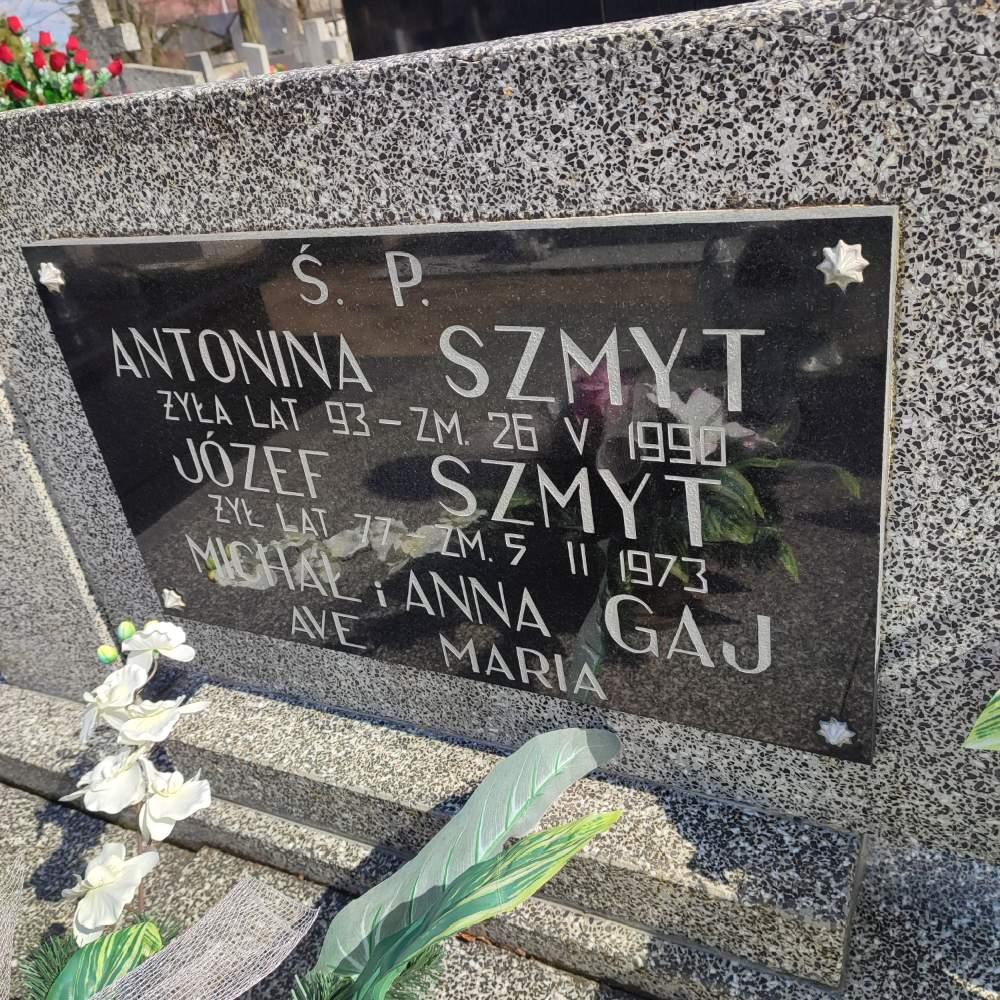 Ś. P.
ANTONINA SZMYT
ŻYŁA LAT 93 - ZM. 26 V 1990
JÓZEF SZMYT
ŻYŁ LAT 77 - ZM. 5 II 1973
MICHAŁ i ANNA GAJ
AVE MARIA